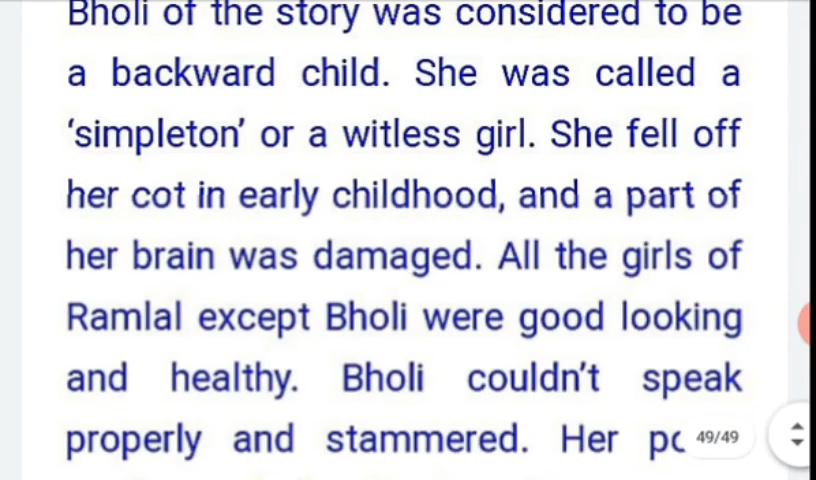 Bholi of the story was considered to be
a backward child. She was called a
‘simpleton’ or a witless girl. She fell off
her cot in early childhood, and a part of
her brain was damaged. All the girls of
Ramlal except Bholi were good looking
and healthy. Bholi couldn’t speak
properly and stammered. Her
49/49